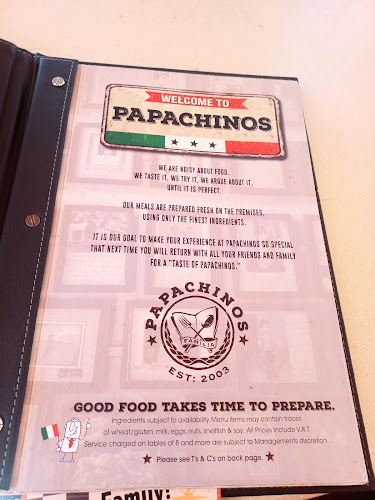 WELCOME TO
PAPACHINOS
WE ARE NOISY ABOUT FOOD.
WE TASTE IT, WE TRY IT, WE ARGUE ABOUT IT,
UNTIL IT IS PERFECT.
OUR MEALS ARE PREPARED FRESH ON THE PREMISES,
USING ONLY THE FINEST INGREDIENTS.
IT IS OUR GOAL TO MAKE YOUR EXPERIENCE AT PAPACHINOS SO SPECIAL
THAT NEXT TIME YOU WILL RETURN WITH ALL YOUR FRIENDS AND FAMILY
FOR A "TASTE OF PAPACHINOS."
PAPACHINOS
FAMILIA
EST: 2003
GOOD FOOD TAKES TIME TO PREPARE.
Ingredients subject to availability. Menu items may contain traces
of wheat/gluten, milk, eggs, nuts, shellfish & soy. All Prices Include V.A.T.
Service charged on tables of 8 and more are subject to Managements discretion.
Please see T's & C's on back page.
Family!